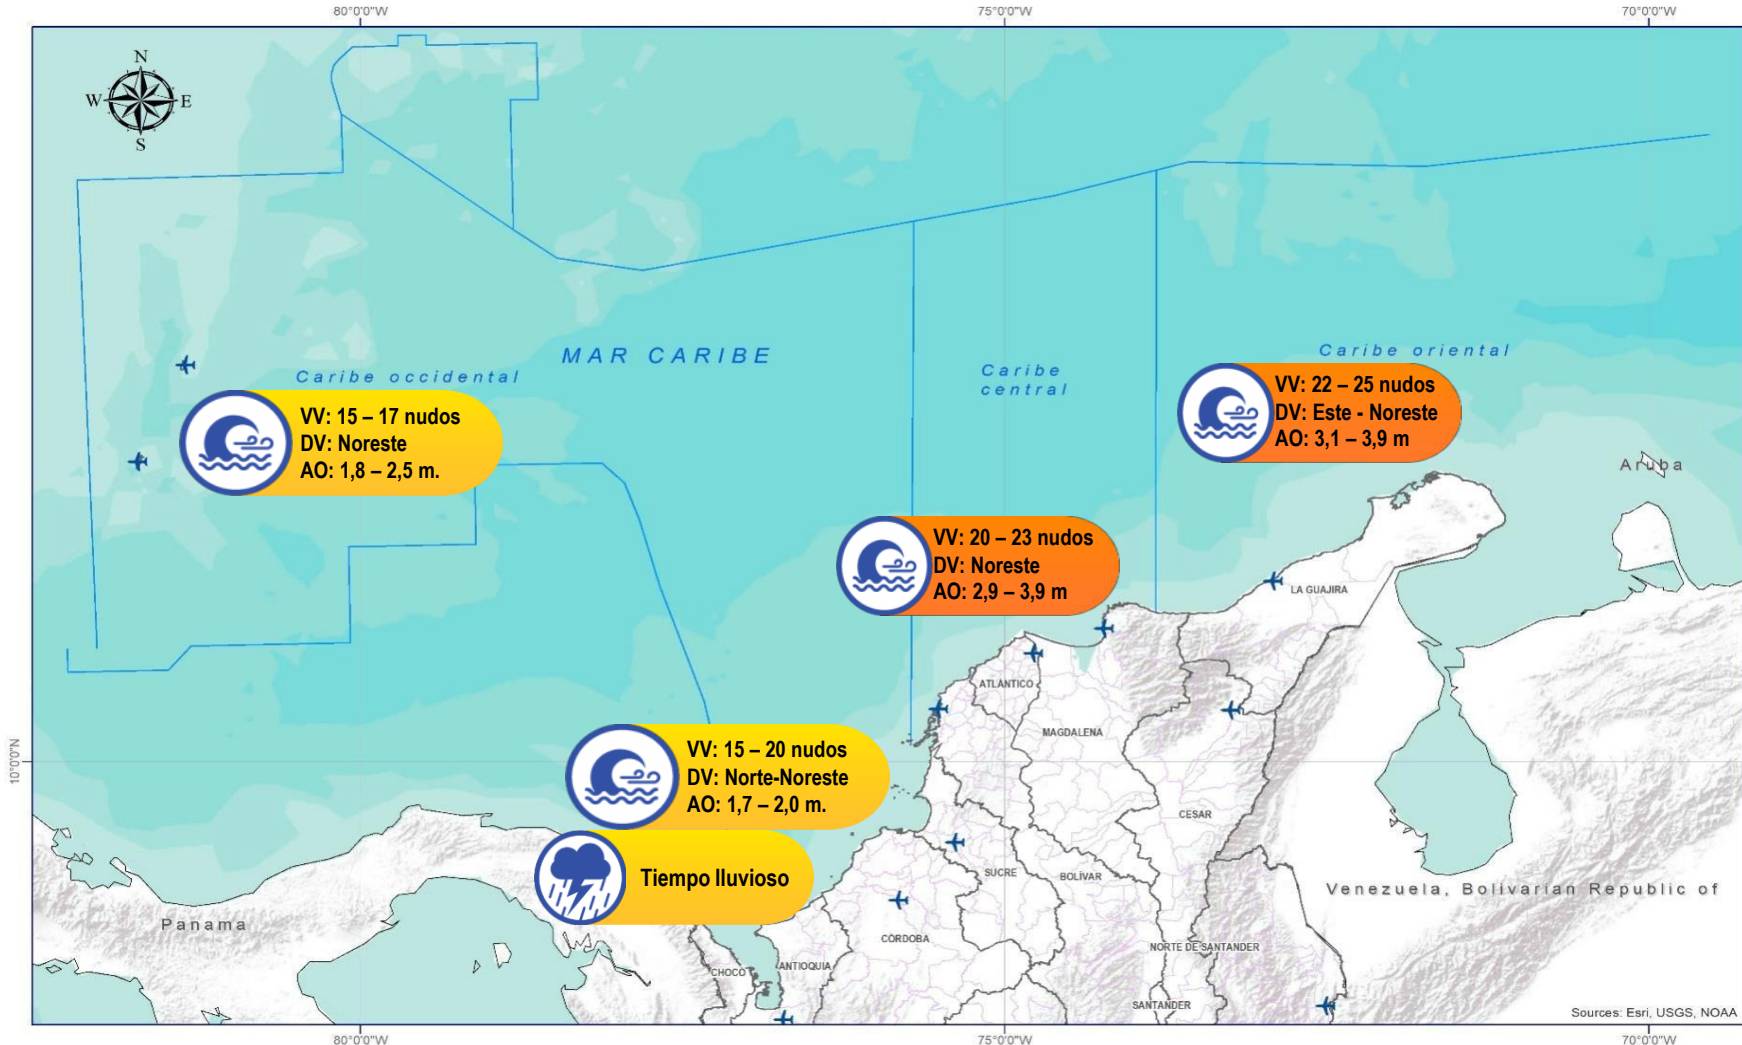 80°0'0"W
75°0'0"W
70°0'0"W
N
W
E
S
MAR CARIBE
Caribe occidental
Caribe
central
Caribe oriental
VV: 22 – 25 nudos
DV: Este - Noreste
AO: 3,1 – 3,9 m
VV: 15 – 17 nudos
DV: Noreste
AO: 1,8 – 2,5 m.
Aruba
VV: 20 – 23 nudos
DV: Noreste
AO: 2,9 – 3,9 m
LA GUAJIRA
ATLÁNTICO
MAGDALENA
10°0'0"N
VV: 15 – 20 nudos
DV: Norte-Noreste
AO: 1,7 – 2,0 m.
CESAR
Tiempo lluvioso
SUCRE
BOLÍVAR
Venezuela, Bolivarian Republic of
Panama
CÓRDOBA
NORTE DE SANTANDER
CHOCÓ
ANTIOQUIA
SANTANDER
Sources: Esri, USGS, NOAA
80°0'0"W
75°0'0"W
70°0'0"W